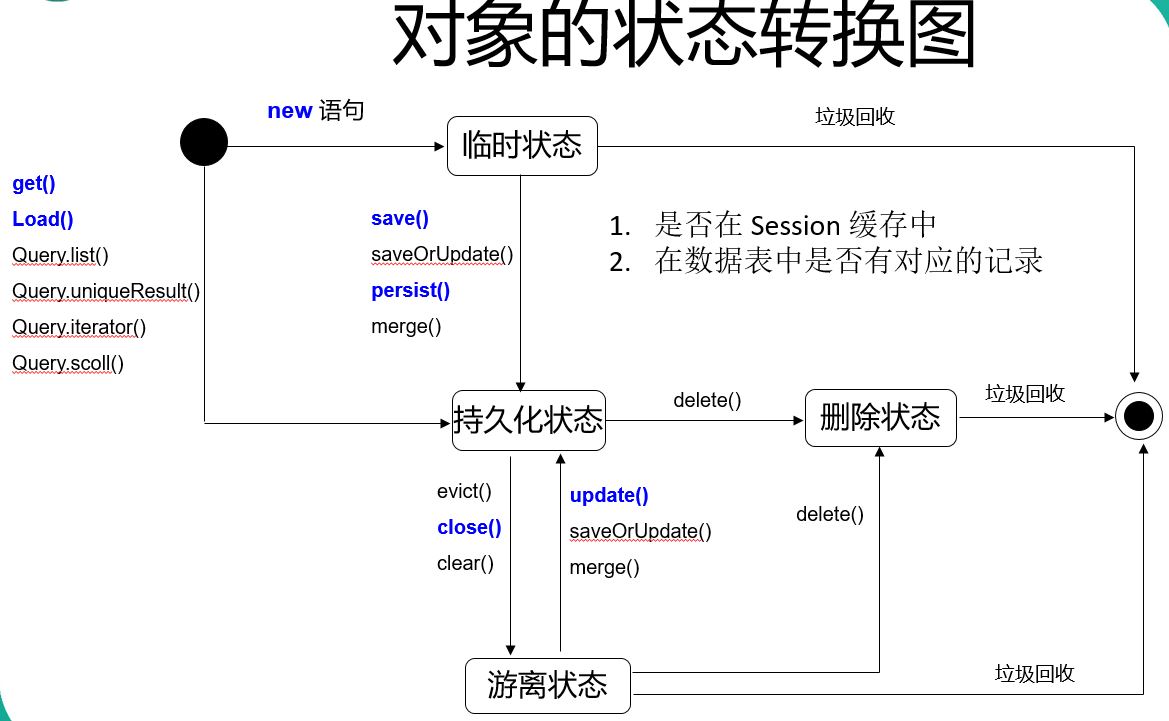 对象的状态转换图
new 语句
临时状态
垃圾回收
get()
Load()
Query.list()
Query.uniqueResult()
Query.iterator()
Query.scoll()
save()
saveOrUpdate()
persist()
merge()
1. 是否在 Session 缓存中
2. 在数据表中是否有对应的记录
持久化状态
delete()
删除状态
垃圾回收
evict()
close()
clear()
update()
saveOrUpdate()
merge()
delete()
游离状态
垃圾回收